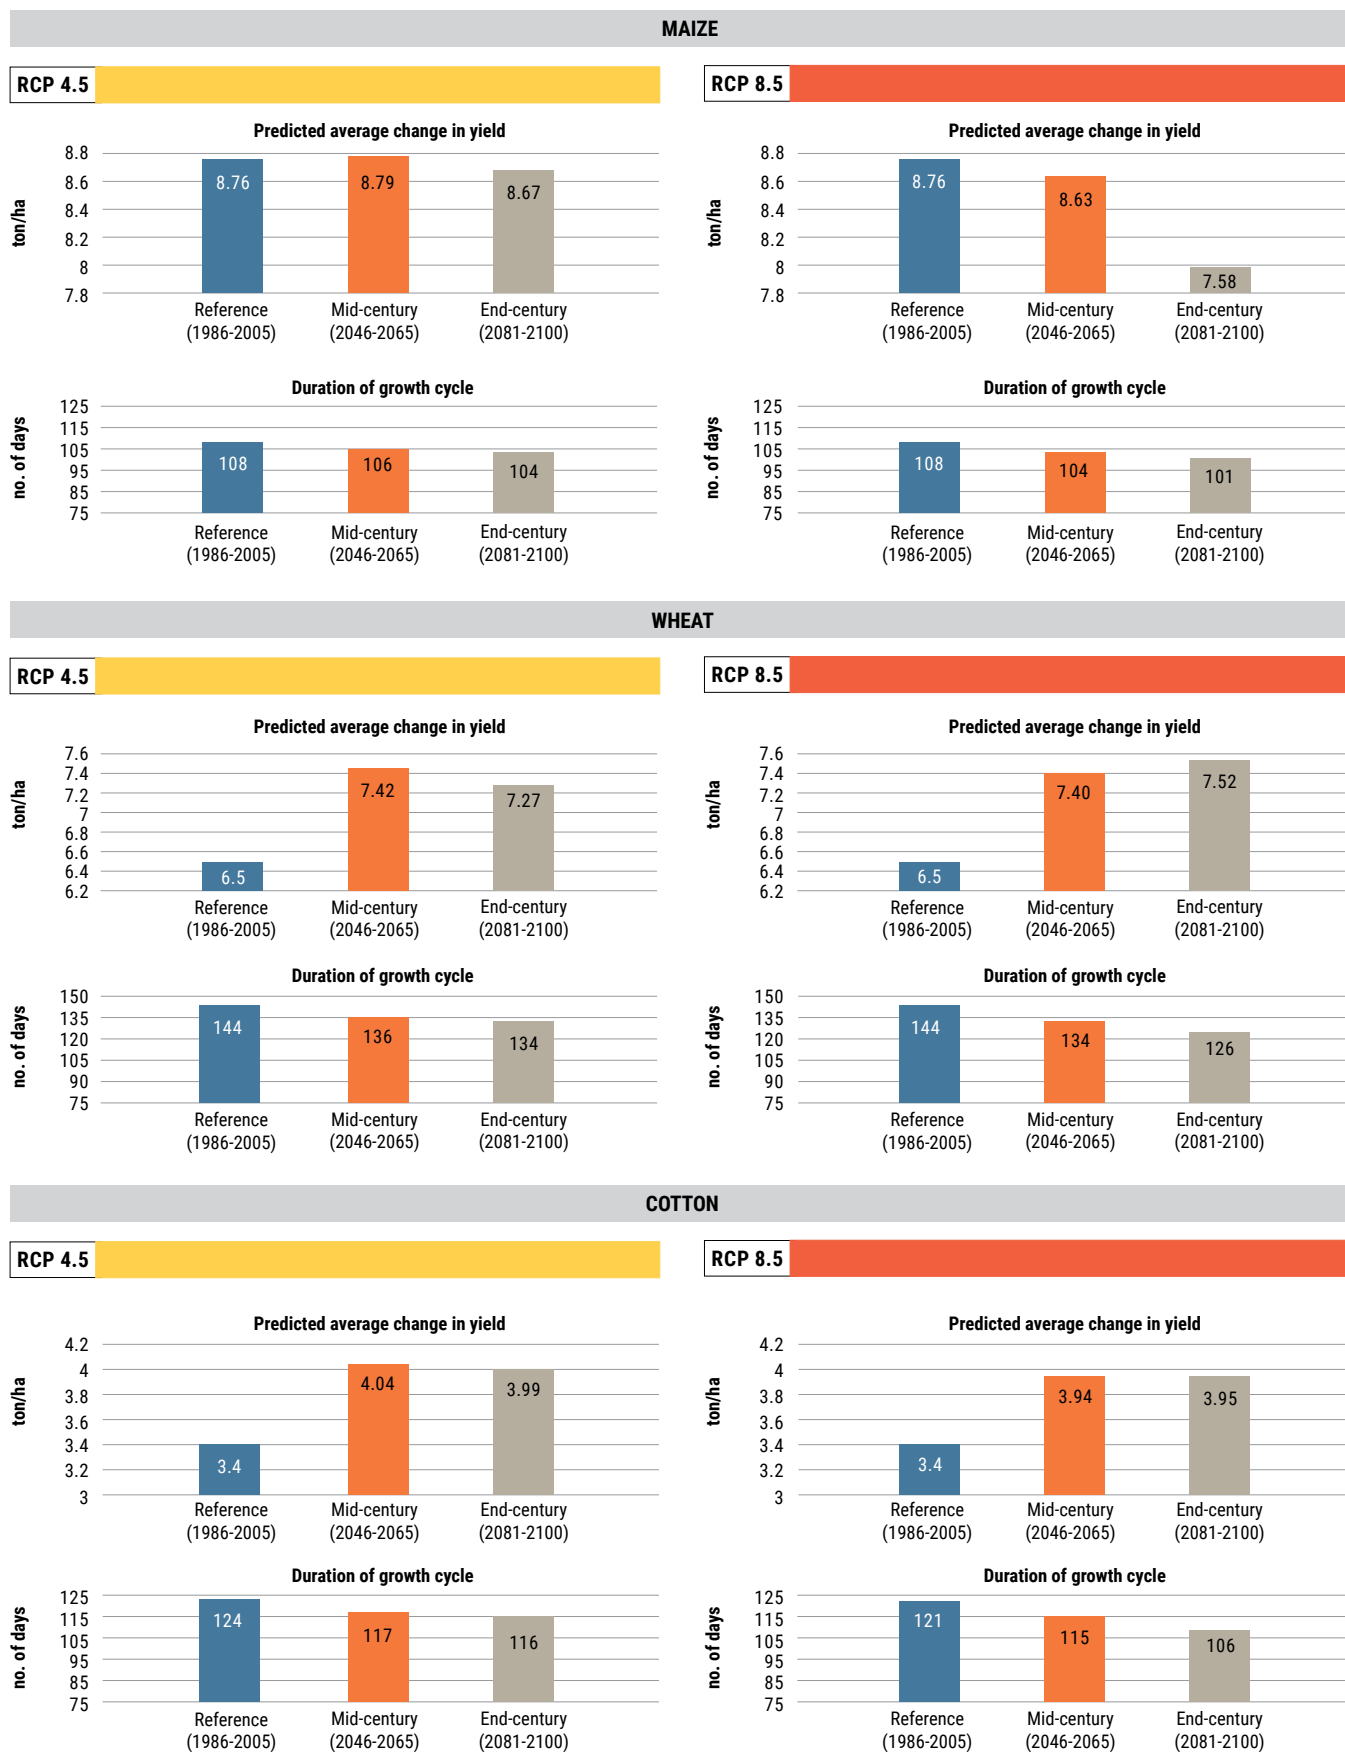 MAIZE
RCP 4.5
Predicted average change in yield
ton/ha
8.8
8.6
8.4
8.2
8
7.8
8.76
8.79
8.67
Reference
(1986-2005)
Mid-century
(2046-2065)
End-century
(2081-2100)
Duration of growth cycle
no. of days
125
115
105
95
85
75
108
106
104
Reference
(1986-2005)
Mid-century
(2046-2065)
End-century
(2081-2100)
RCP 8.5
Predicted average change in yield
ton/ha
8.8
8.6
8.4
8.2
8
7.8
8.76
8.63
7.58
Reference
(1986-2005)
Mid-century
(2046-2065)
End-century
(2081-2100)
Duration of growth cycle
no. of days
125
115
105
95
85
75
108
104
101
Reference
(1986-2005)
Mid-century
(2046-2065)
End-century
(2081-2100)
WHEAT
RCP 4.5
Predicted average change in yield
ton/ha
7.6
7.4
7.2
7
6.8
6.6
6.4
6.2
6.5
7.42
7.27
Reference
(1986-2005)
Mid-century
(2046-2065)
End-century
(2081-2100)
Duration of growth cycle
no. of days
150
135
120
105
90
75
144
136
134
Reference
(1986-2005)
Mid-century
(2046-2065)
End-century
(2081-2100)
RCP 8.5
Predicted average change in yield
ton/ha
7.6
7.4
7.2
7
6.8
6.6
6.4
6.2
6.5
7.40
7.52
Reference
(1986-2005)
Mid-century
(2046-2065)
End-century
(2081-2100)
Duration of growth cycle
no. of days
150
135
120
105
90
75
144
134
126
Reference
(1986-2005)
Mid-century
(2046-2065)
End-century
(2081-2100)
COTTON
RCP 4.5
Predicted average change in yield
ton/ha
4.2
4
3.8
3.6
3.4
3.2
3
3.4
4.04
3.99
Reference
(1986-2005)
Mid-century
(2046-2065)
End-century
(2081-2100)
Duration of growth cycle
no. of days
125
115
105
95
85
75
124
117
116
Reference
(1986-2005)
Mid-century
(2046-2065)
End-century
(2081-2100)
RCP 8.5
Predicted average change in yield
ton/ha
4.2
4
3.8
3.6
3.4
3.2
3
3.4
3.94
3.95
Reference
(1986-2005)
Mid-century
(2046-2065)
End-century
(2081-2100)
Duration of growth cycle
no. of days
125
115
105
95
85
75
121
115
106
Reference
(1986-2005)
Mid-century
(2046-2065)
End-century
(2081-2100)